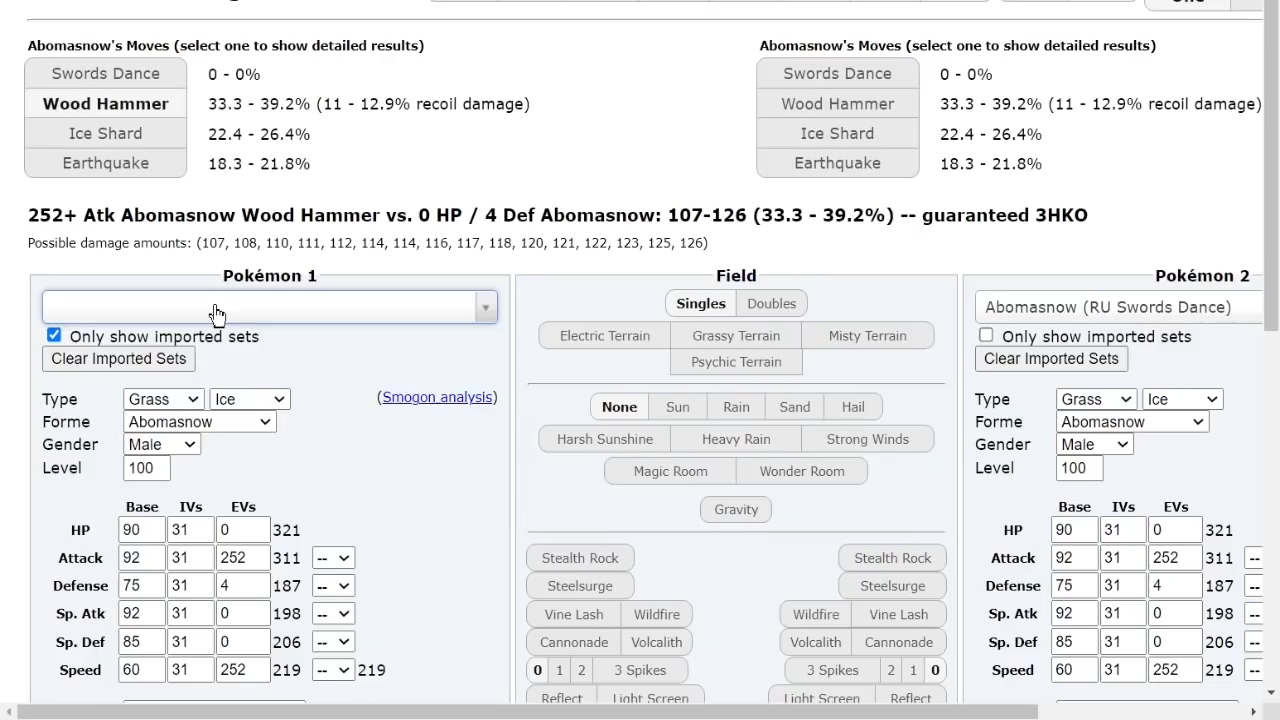 Abomasnow's Moves (select one to show detailed results)
Swords Dance 0 - 0%
Wood Hammer 33.3 - 39.2% (11 - 12.9% recoil damage)
Ice Shard 22.4 - 26.4%
Earthquake 18.3 - 21.8%
Abomasnow's Moves (select one to show detailed results)
Swords Dance 0 - 0%
Wood Hammer 33.3 - 39.2% (11 - 12.9% recoil damage)
Ice Shard 22.4 - 26.4%
Earthquake 18.3 - 21.8%
252+ Atk Abomasnow Wood Hammer vs. 0 HP / 4 Def Abomasnow: 107-126 (33.3 - 39.2%) -- guaranteed 3HKO
Possible damage amounts: (107, 108, 110, 111, 112, 114, 114, 116, 117, 118, 120, 121, 122, 123, 125, 126)
Pokémon 1
Only show imported sets
Clear Imported Sets
Type Grass Ice (Smogon analysis)
Forme Abomasnow
Gender Male
Level 100
Base IVs EVs
HP 90 31 0 321
Attack 92 31 252 311 --
Defense 75 31 4 187 --
Sp. Atk 92 31 0 198 --
Sp. Def 85 31 0 206 --
Speed 60 31 252 219 -- 219
Field
Singles Doubles
Electric Terrain Grassy Terrain Misty Terrain
Psychic Terrain
None Sun Rain Sand Hail
Harsh Sunshine Heavy Rain Strong Winds
Magic Room Wonder Room
Gravity
Stealth Rock Stealth Rock
Steelsurge Steelsurge
Vine Lash Wildfire Wildfire Vine Lash
Cannonade Volcalith Volcalith Cannonade
0 1 2 3 Spikes 3 Spikes 2 1 0
Reflect Light Screen Light Screen Reflect
Pokémon 2
Abomasnow (RU Swords Dance)
Only show imported sets
Clear Imported Sets
Type Grass Ice
Forme Abomasnow
Gender Male
Level 100
Base IVs EVs
HP 90 31 0 321
Attack 92 31 252 311 --
Defense 75 31 4 187 --
Sp. Atk 92 31 0 198 --
Sp. Def 85 31 0 206 --
Speed 60 31 252 219 --